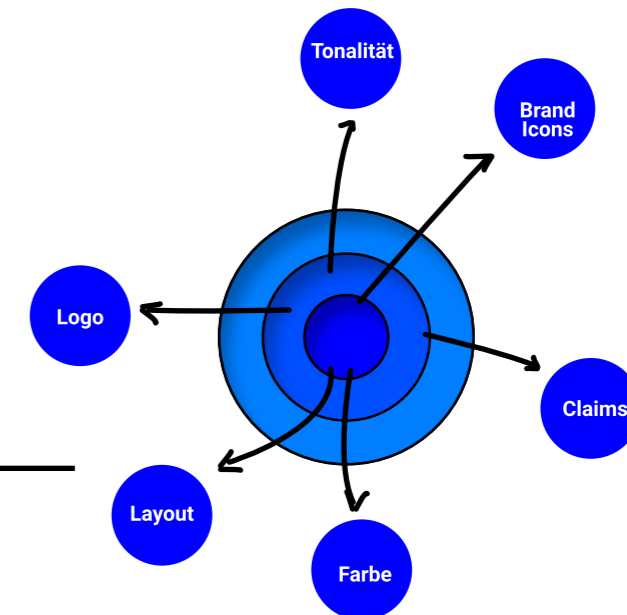 Tonalität
Brand
Icons
Logo
Claims
Layout
Farbe